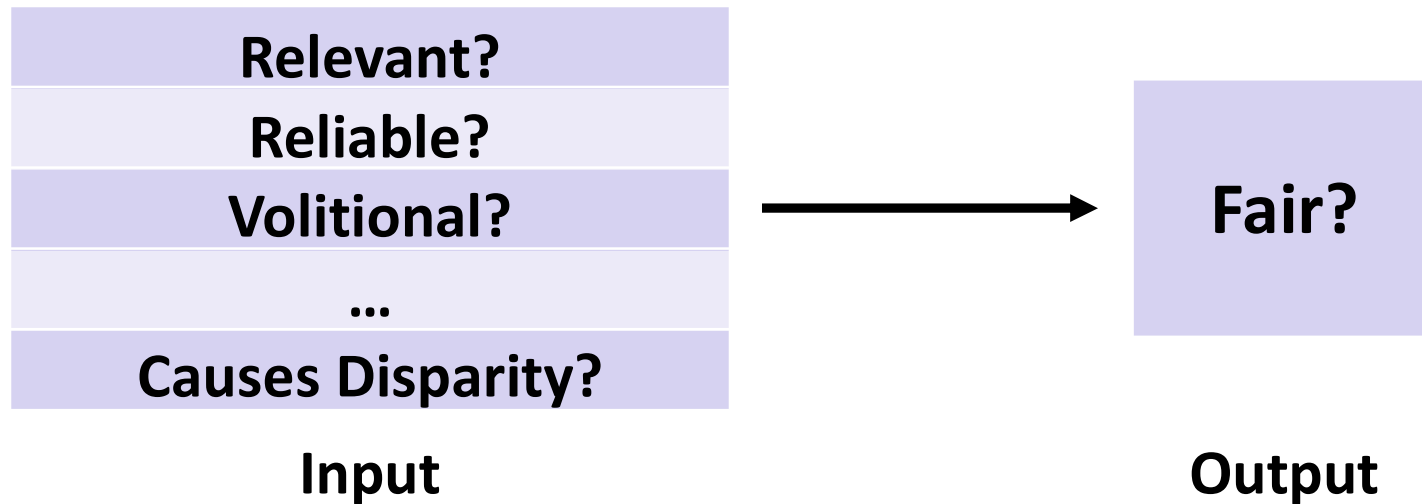 Relevant?
Reliable?
Volitional?
...
Causes Disparity?
Input
Fair?
Output